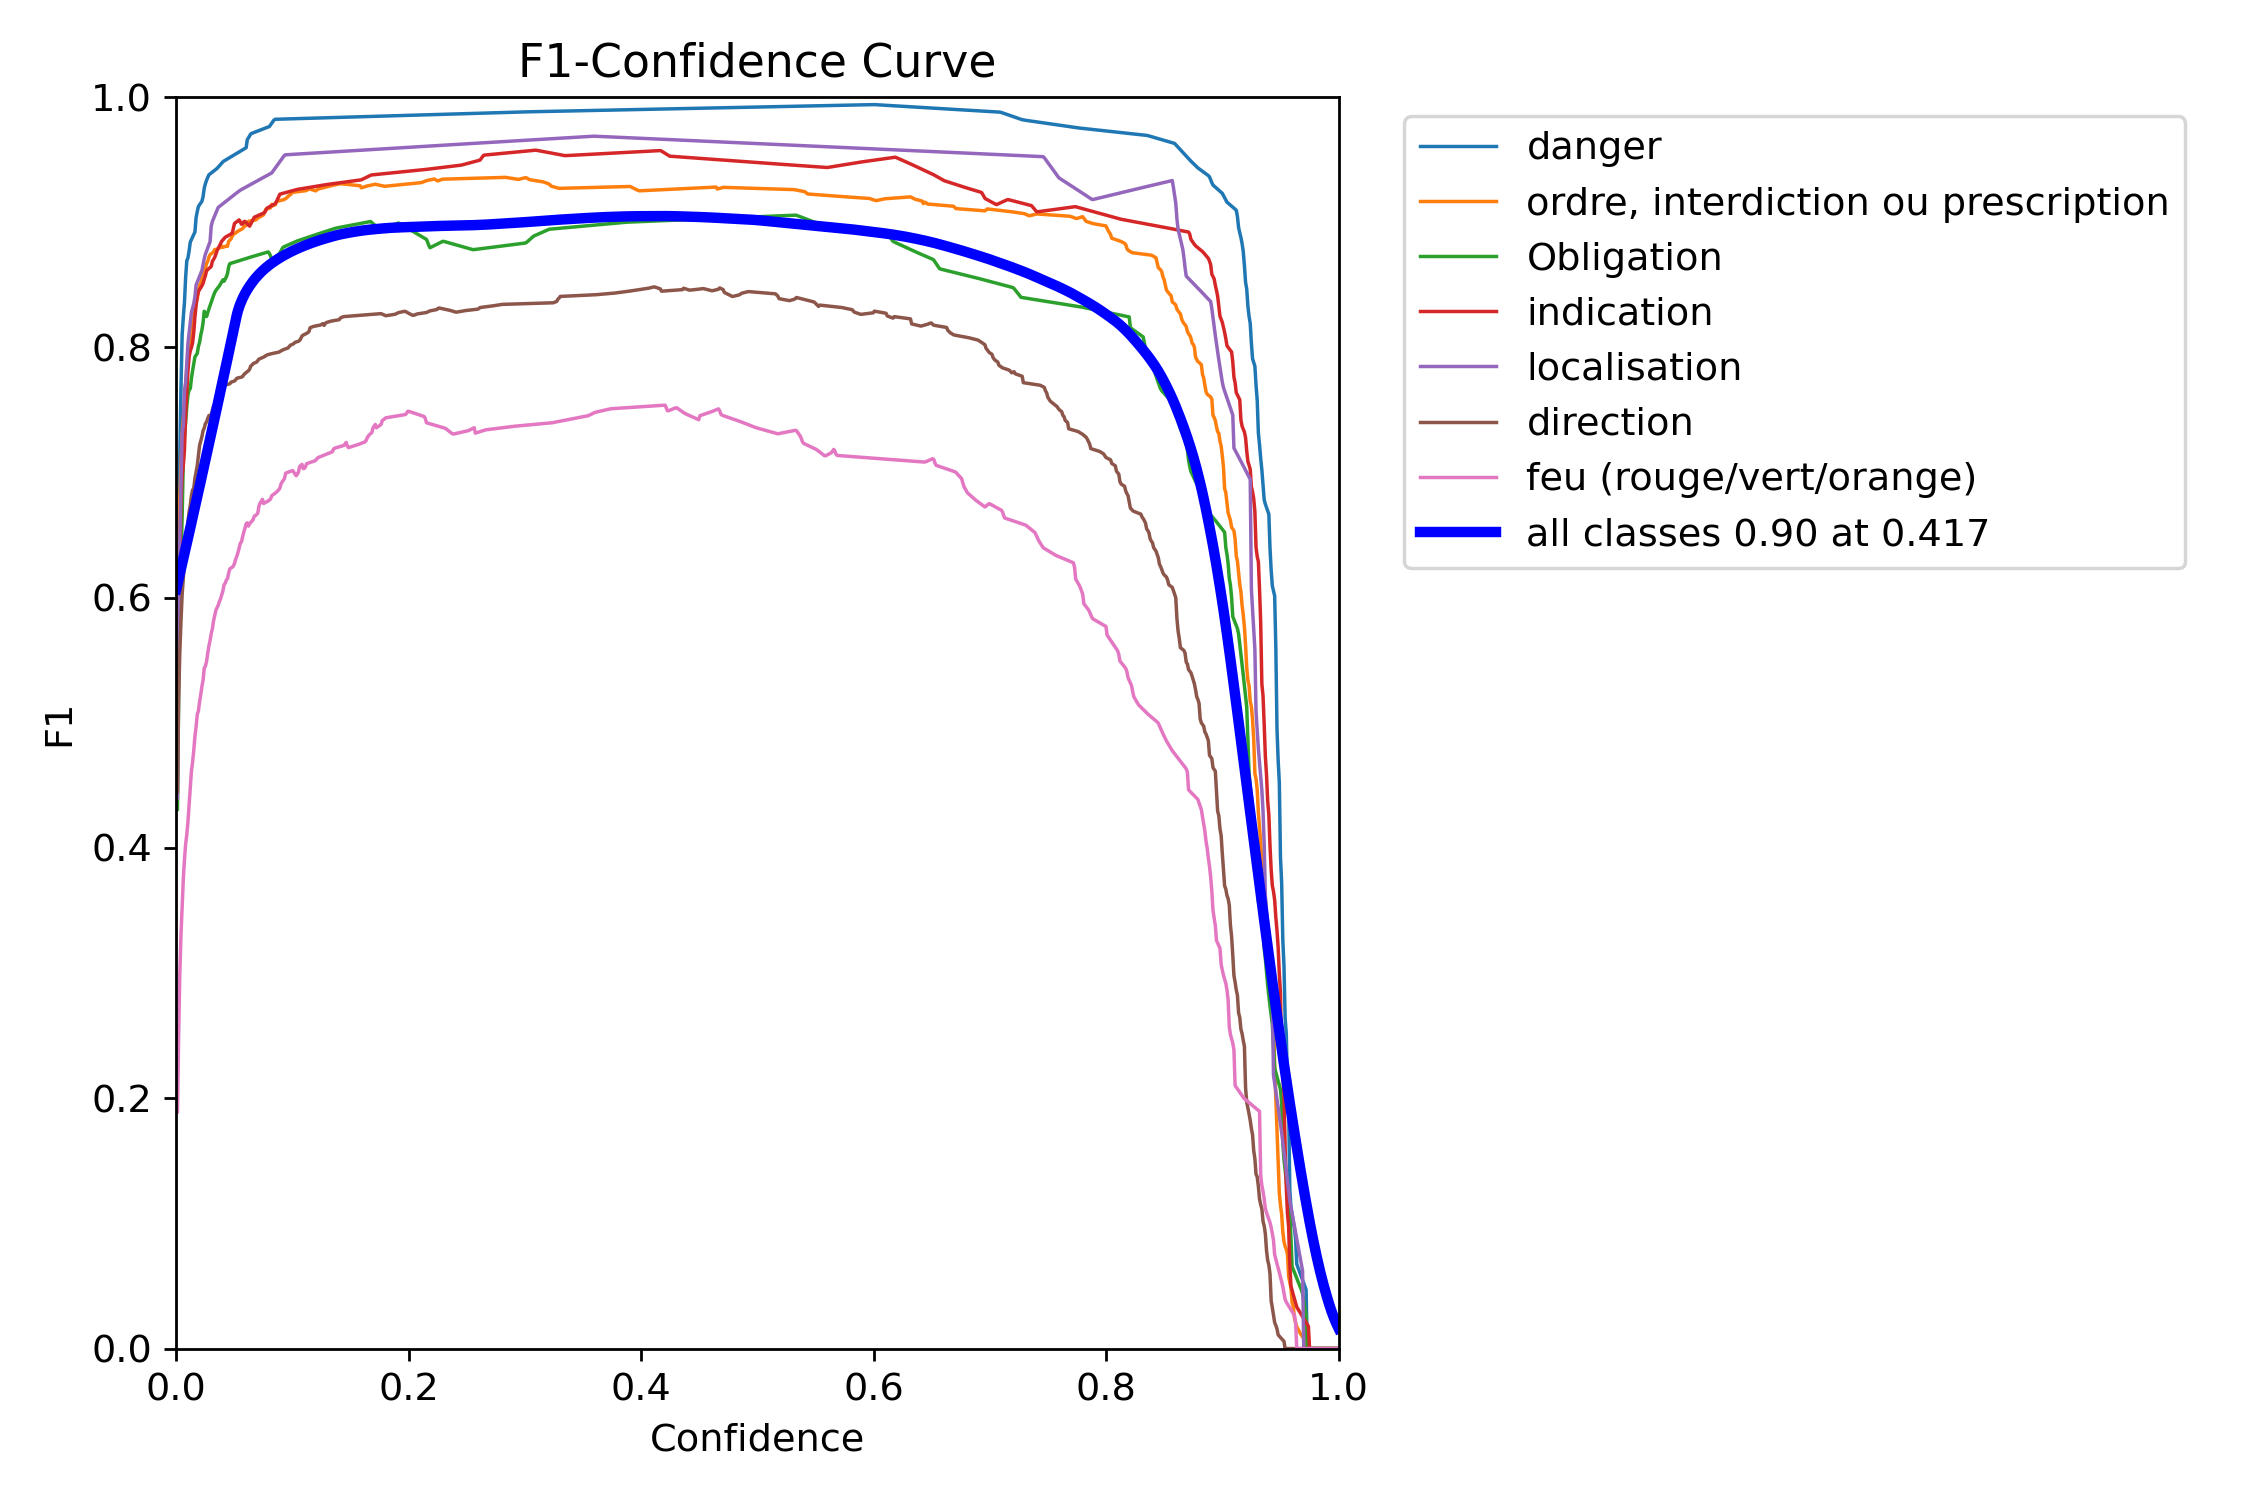 F1-Confidence Curve
1.0
0.8
0.6
0.4
0.2
0.0
F1
0.0 0.2 0.4 0.6 0.8 1.0
Confidence
danger
ordre, interdiction ou prescription
Obligation
indication
localisation
direction
feu (rouge/vert/orange)
all classes 0.90 at 0.417